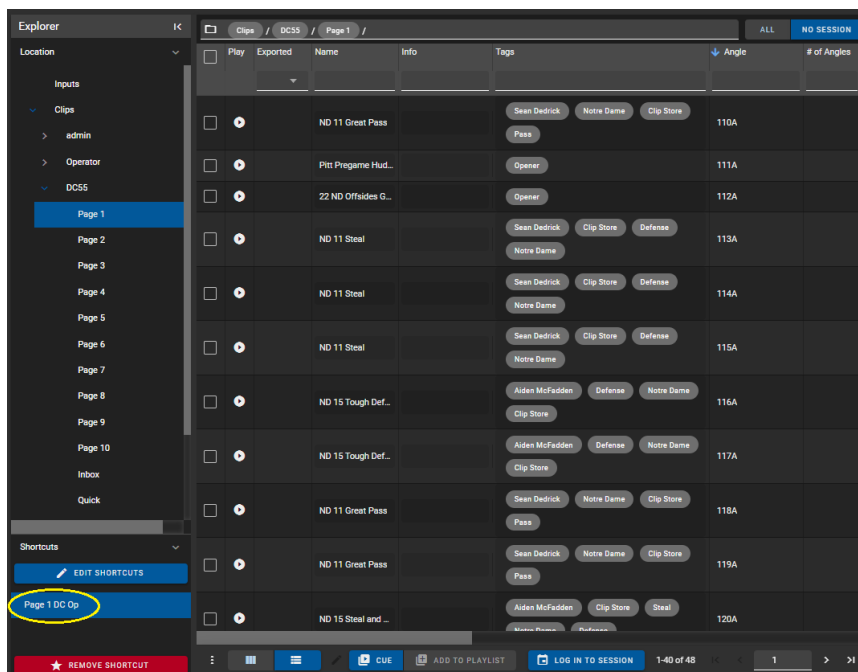 Explorer
Location
Inputs
Clips
admin
Operator
DC55
Page 1
Page 2
Page 3
Page 4
Page 5
Page 6
Page 7
Page 8
Page 9
Page 10
Inbox
Quick
Shortcuts
EDIT SHORTCUTS
Page 1 DC Op
REMOVE SHORTCUT
Clips / DC55 / Page 1 / ALL NO SESSION
Play Exported Name Info Tags Angle # of Angles
Sean Dedrick Notre Dame Clip Store
ND 11 Great Pass 110A
Pass
Pitt Pregame Hud... Opener 111A
22 ND Offsides G... Opener 112A
Sean Dedrick Clip Store Defense
ND 11 Steal 113A
Notre Dame
Sean Dedrick Clip Store Defense
ND 11 Steal 114A
Notre Dame
Sean Dedrick Clip Store Defense
ND 11 Steal 115A
Notre Dame
Aiden McFadden Defense Notre Dame
ND 15 Tough Def... 116A
Clip Store
Aiden McFadden Defense Notre Dame
ND 15 Tough Def... 117A
Clip Store
Sean Dedrick Notre Dame Clip Store
ND 11 Great Pass 118A
Pass
Sean Dedrick Notre Dame Clip Store
ND 11 Great Pass 119A
Pass
Aiden McFadden Clip Store Steal
ND 15 Steal and ... 120A
Notre Dame Defense
CUE ADD TO PLAYLIST LOG IN TO SESSION 1-40 of 48 1